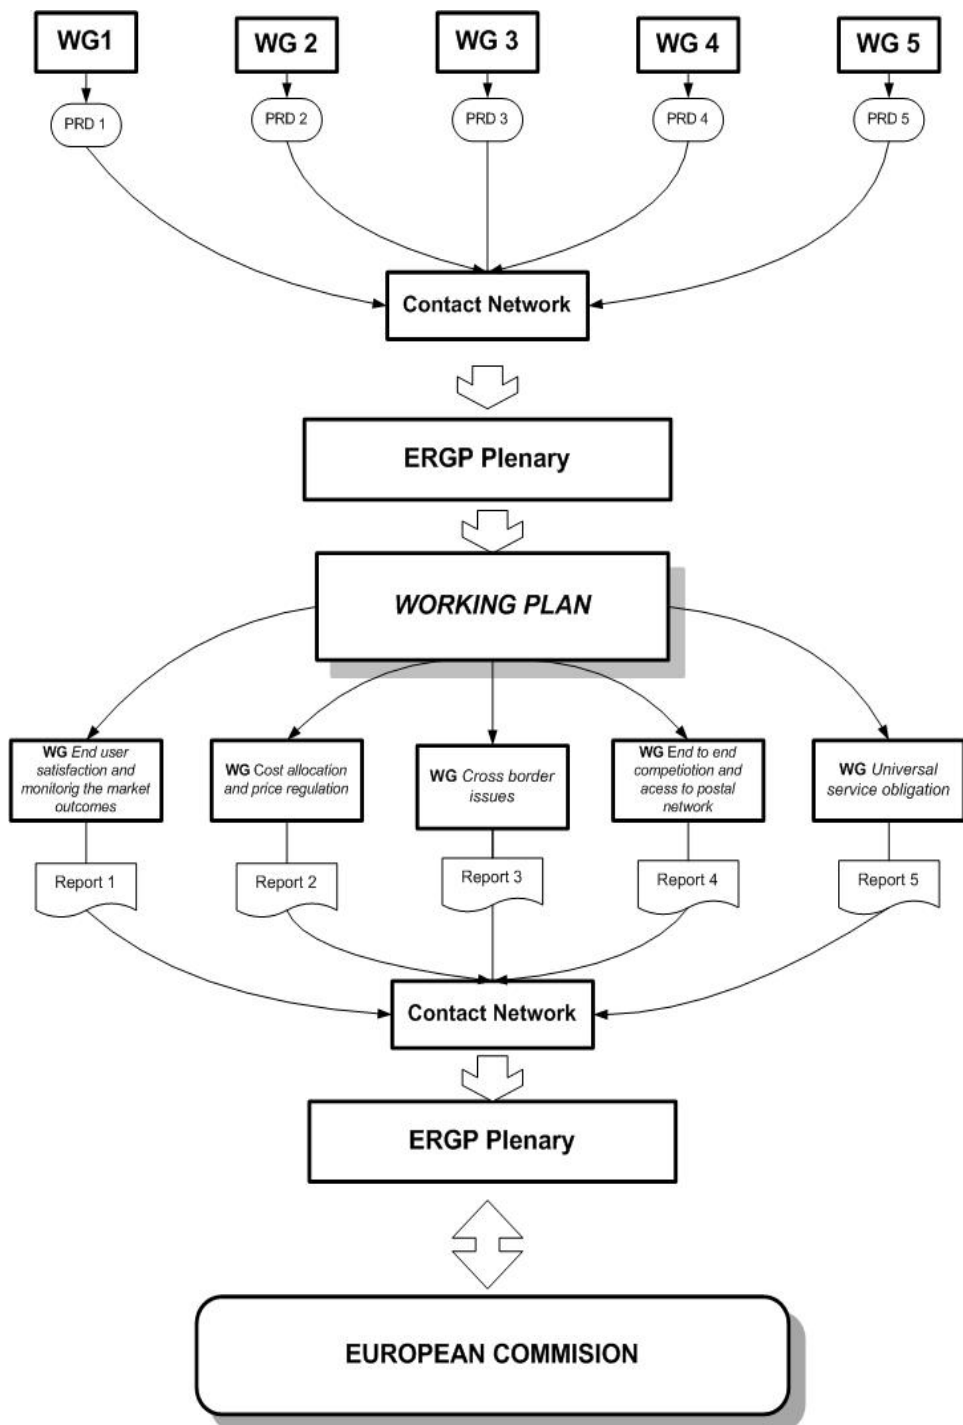 WG1
WG 2
WG 3
WG 4
WG 5
PRD 1
PRD 2
PRD 3
PRD 4
PRD 5
Contact Network
ERGP Plenary
WORKING PLAN
WG End user
satisfaction and
monitorig the market
outcomes
WG Cost allocation
and price regulation
WG Cross border
issues
WG End to end
competiotion and
acess to postal
network
WG Universal
service obligation
Report 1
Report 2
Report 3
Report 4
Report 5
Contact Network
ERGP Plenary
EUROPEAN COMMISION